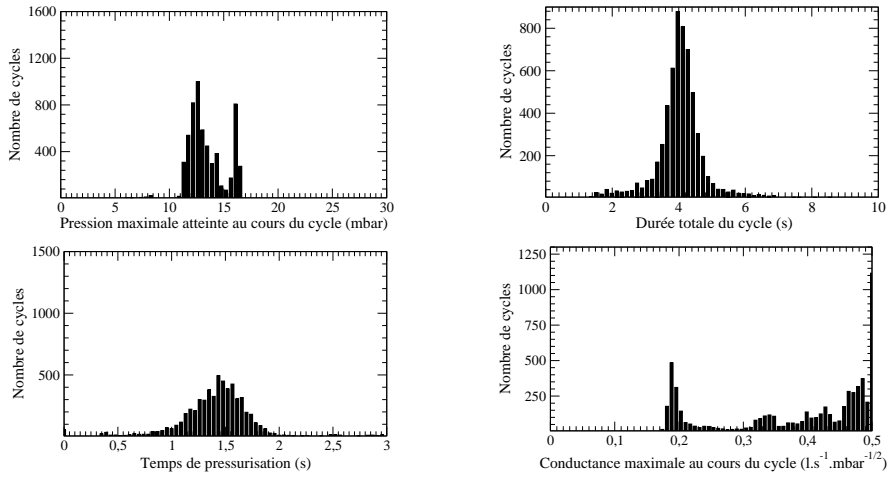 1600
1200
800
400
Nombre de cycles
0 5 10 15 20 25 30
Pression maximale atteinte au cours du cycle (mbar)
800
600
400
200
Nombre de cycles
0 2 4 6 8 10
Durée totale du cycle (s)
1500
1000
500
Nombre de cycles
0 0,5 1 1,5 2 2,5 3
Temps de pressurisation (s)
1250
1000
750
500
250
Nombre de cycles
0 0,1 0,2 0,3 0,4 0,5
Conductance maximale au cours du cycle (l.s⁻¹.mbar⁻¹/²)